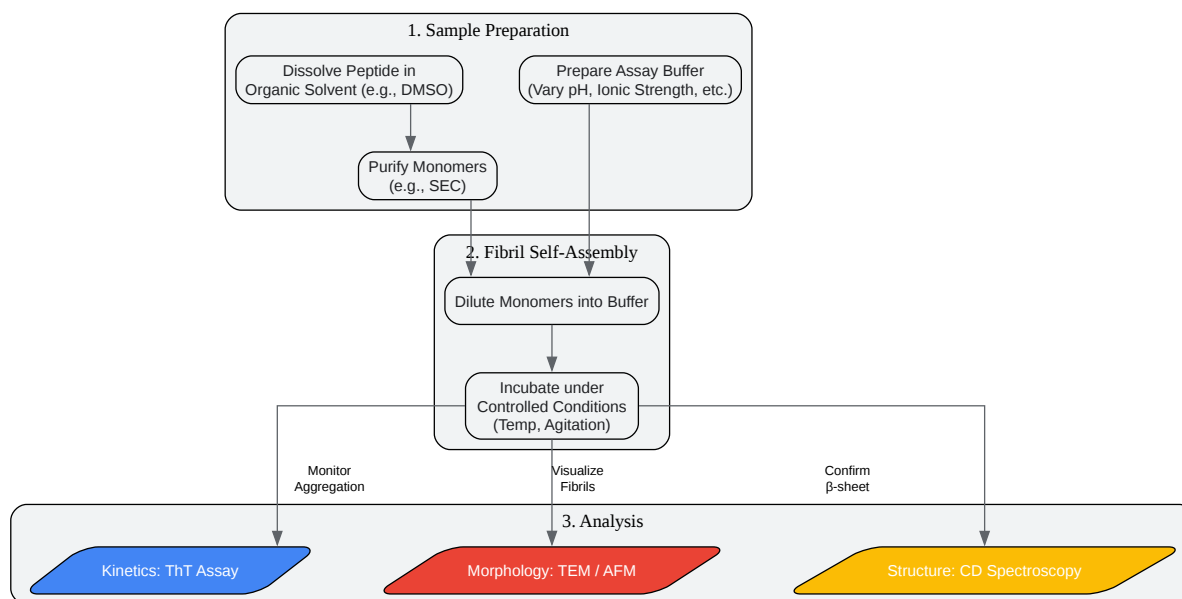 1. Sample Preparation
Dissolve Peptide in
Organic Solvent (e.g., DMSO)
Prepare Assay Buffer
(Vary pH, Ionic Strength, etc.)
Purify Monomers
(e.g., SEC)
2. Fibril Self-Assembly
Dilute Monomers into Buffer
Incubate under
Controlled Conditions
(Temp, Agitation)
Monitor
Aggregation
Visualize
Fibrils
Confirm
β-sheet
3. Analysis
Kinetics: ThT Assay
Morphology: TEM / AFM
Structure: CD Spectroscopy